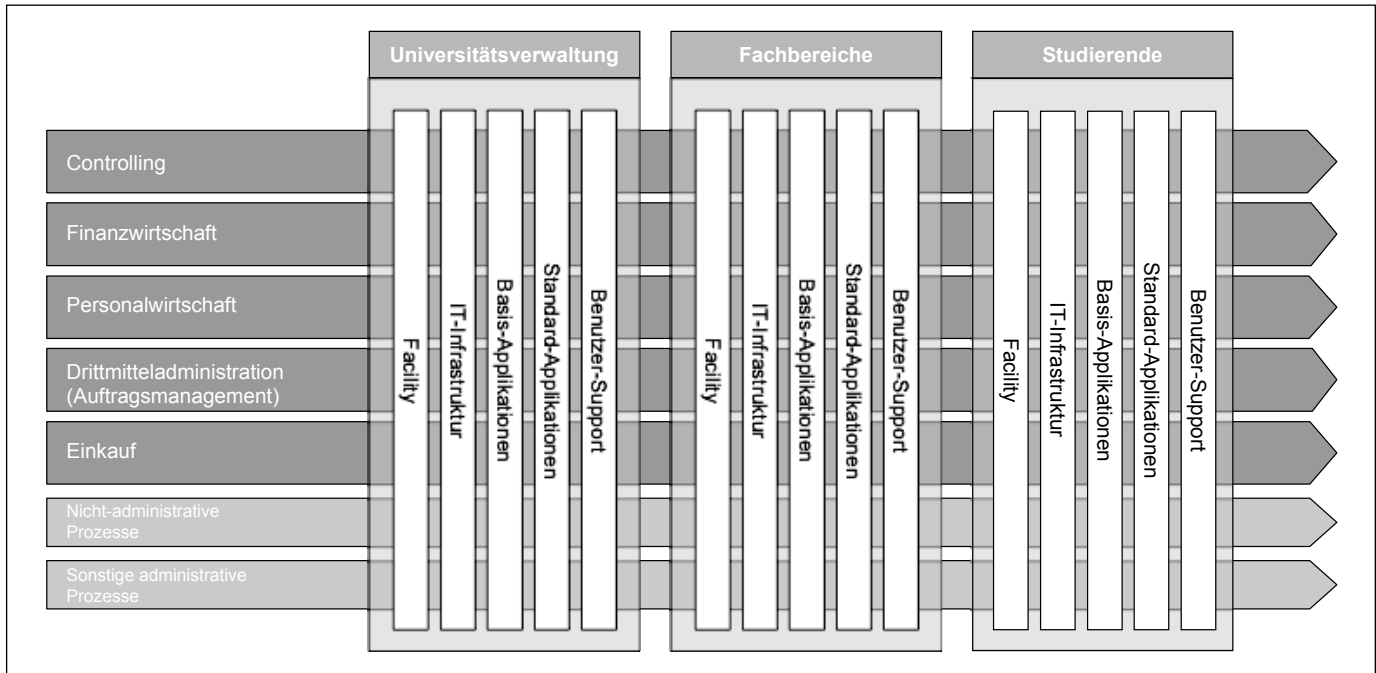 Universitätsverwaltung
Fachbereiche
Studierende
Controlling
Finanzwirtschaft
Personalwirtschaft
Drittmitteladministration
(Auftragsmanagement)
Einkauf
Nicht-administrative
Prozesse
Sonstige administrative
Prozesse
Facility
IT-Infrastruktur
Basis-Applikationen
Standard-Applikationen
Benutzer-Support
Facility
IT-Infrastruktur
Basis-Applikationen
Standard-Applikationen
Benutzer-Support
Facility
IT-Infrastruktur
Basis-Applikationen
Standard-Applikationen
Benutzer-Support